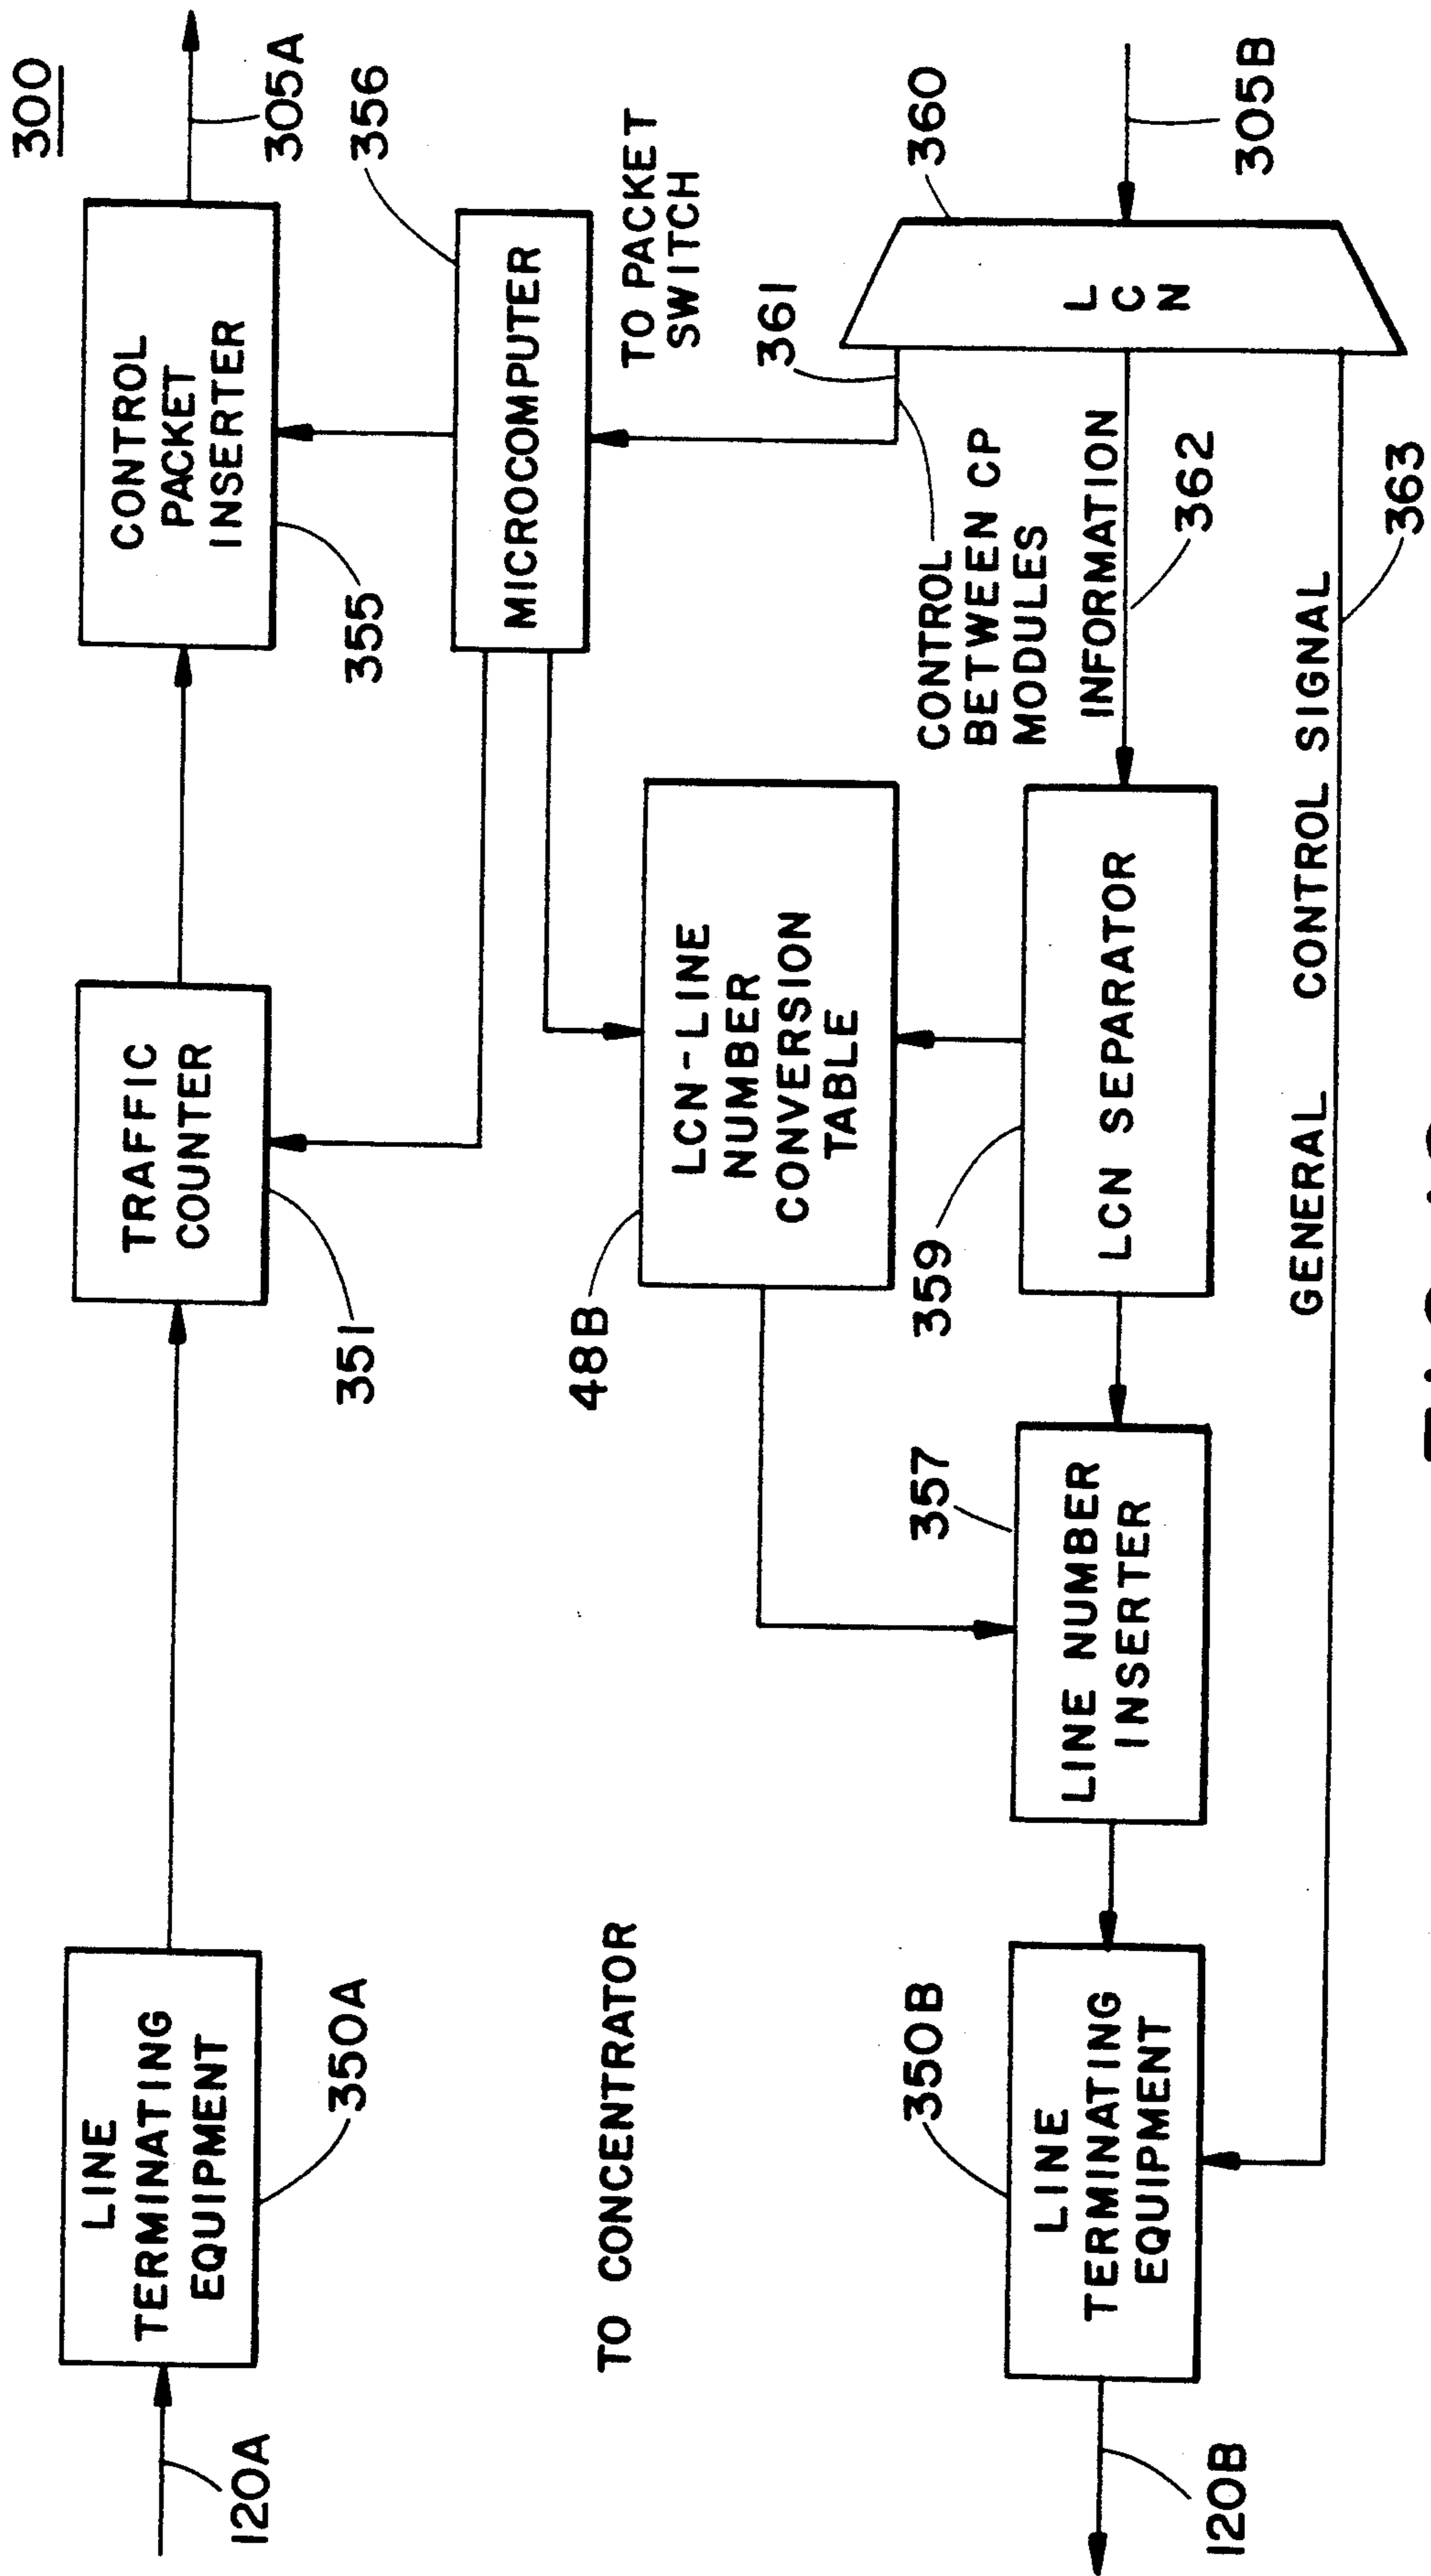 300
LINE
TERMINATING
EQUIPMENT
TRAFFIC
COUNTER
CONTROL
PACKET
INSERTER
120A
350A
351
355
305A
MICROCOMPUTER
356
TO CONCENTRATOR
TO PACKET
SWITCH
LCN-LINE
NUMBER
CONVERSION
TABLE
48B
361
360
CONTROL
BETWEEN CP
MODULES
350B
357
359
LINE
TERMINATING
EQUIPMENT
LINE NUMBER
INSERTER
LCN SEPARATOR
INFORMATION
362
L
C
N
120B
305B
GENERAL CONTROL SIGNAL
363